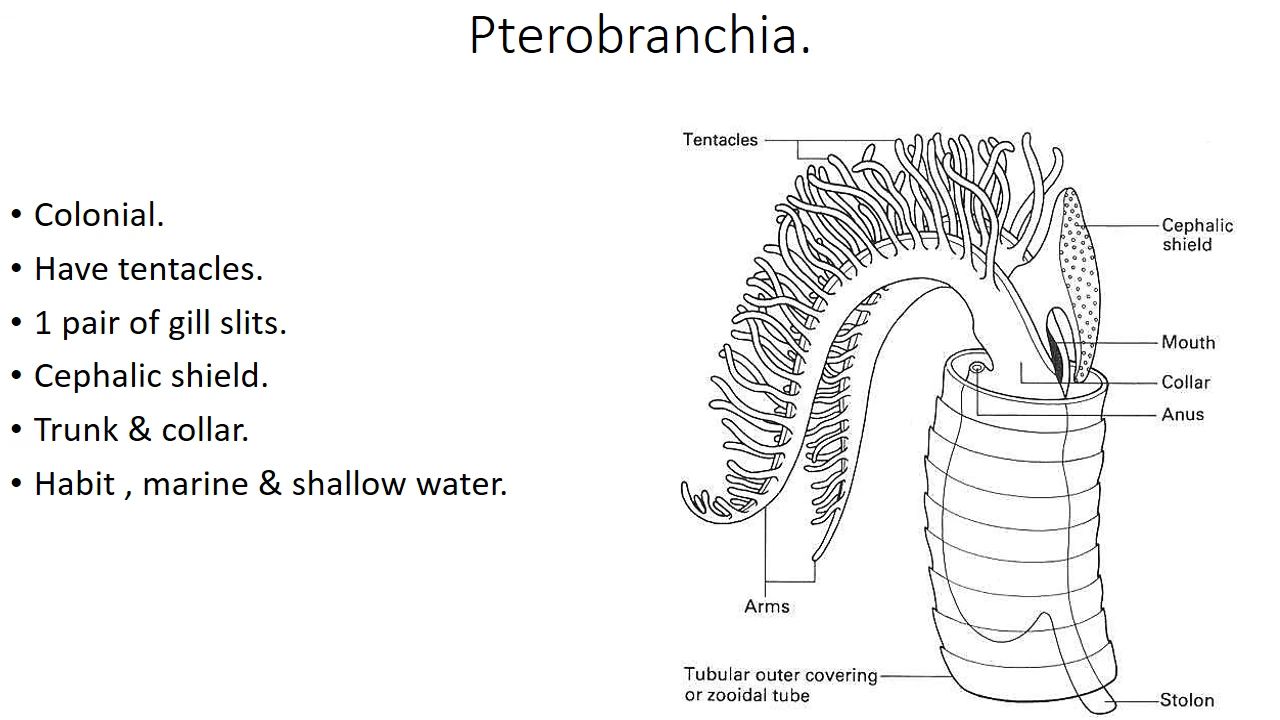 Pterobranchia.
• Colonial.
• Have tentacles.
• 1 pair of gill slits.
• Cephalic shield.
• Trunk & collar.
• Habit , marine & shallow water.
Tentacles
Cephalic
shield
Mouth
Collar
Anus
Arms
Tubular outer covering
or zooidal tube
Stolon